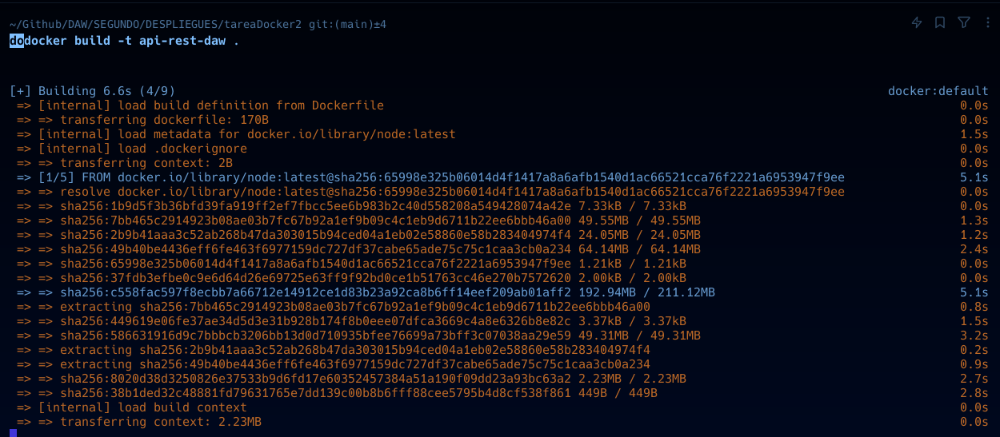 ~/Github/DAW/SEGUNDO/DESPLIEGUES/tareaDocker2 git:(main)±4
dodocker build -t api-rest-daw .
[+] Building 6.6s (4/9) docker:default
=> [internal] load build definition from Dockerfile 0.0s
=> => transferring dockerfile: 170B 0.0s
=> [internal] load metadata for docker.io/library/node:latest 1.5s
=> [internal] load .dockerignore 0.0s
=> => transferring context: 2B 0.0s
=> [1/5] FROM docker.io/library/node:latest@sha256:65998e325b06014d4f1417a8a6afb1540d1ac66521cca76f2221a6953947f9ee 5.1s
=> => resolve docker.io/library/node:latest@sha256:65998e325b06014d4f1417a8a6afb1540d1ac66521cca76f2221a6953947f9ee 0.0s
=> => sha256:1b9d5f3b36bfd39fa919ff2ef7fbcc5ee6b983b2c40d558208a549428074a42e 7.33kB / 7.33kB 0.0s
=> => sha256:7bb465c2914923b08ae03b7fc67b92a1ef9b09c4c1eb9d6711b22ee6bbb46a00 49.55MB / 49.55MB 1.3s
=> => sha256:2b9b41aaa3c52ab268b47da303015b94ced04a1eb02e58860e58b283404974f4 24.05MB / 24.05MB 1.2s
=> => sha256:49b40be4436eff6fe463f6977159dc727df37cabe65ade75c75c1caa3cb0a234 64.14MB / 64.14MB 2.4s
=> => sha256:65998e325b06014d4f1417a8a6afb1540d1ac66521cca76f2221a6953947f9ee 1.21kB / 1.21kB 0.0s
=> => sha256:37fdb3efbe0c9e6d64d26e69725e63ff9f92bd0ce1b51763cc46e270b7572620 2.00kB / 2.00kB 0.0s
=> => sha256:c558fac597f8ecbb7a66712e14912ce1d83b23a92ca8b6ff14eef209ab01aff2 192.94MB / 211.12MB 5.1s
=> => extracting sha256:7bb465c2914923b08ae03b7fc67b92a1ef9b09c4c1eb9d6711b22ee6bbb46a00 0.8s
=> => sha256:449619e06fe37ae34d5d3e31b928b174f8b0eee07dfca3669c4a8e6326b8e82c 3.37kB / 3.37kB 1.5s
=> => sha256:586631916d9c7bbbcb3206bb13d0d710935bfee76699a73bff3c07038aa29e59 49.31MB / 49.31MB 3.2s
=> => extracting sha256:2b9b41aaa3c52ab268b47da303015b94ced04a1eb02e58860e58b283404974f4 0.2s
=> => extracting sha256:49b40be4436eff6fe463f6977159dc727df37cabe65ade75c75c1caa3cb0a234 0.9s
=> => sha256:8020d38d3250826e37533b9d6fd17e60352457384a51a190f09dd23a93bc63a2 2.23MB / 2.23MB 2.7s
=> => sha256:38b1ded32c48881fd79631765e7dd139c00b8b6fff88cee5795b4d8cf538f861 449B / 449B 2.8s
=> [internal] load build context 0.0s
=> => transferring context: 2.23MB 0.0s